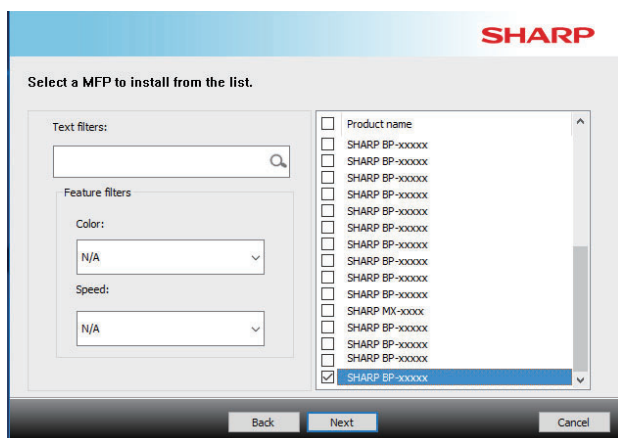 SHARP
Select a MFP to install from the list.
Text filters:
Feature filters
Color:
N/A
Speed:
N/A
Product name
SHARP BP-xxxxx
SHARP BP-xxxxx
SHARP BP-xxxxx
SHARP BP-xxxxx
SHARP BP-xxxxx
SHARP BP-xxxxx
SHARP BP-xxxxx
SHARP BP-xxxxx
SHARP BP-xxxxx
SHARP BP-xxxxx
SHARP MX-xxxx
SHARP BP-xxxxx
SHARP BP-xxxxx
SHARP BP-xxxxx
SHARP BP-xxxxx
Back Next Cancel